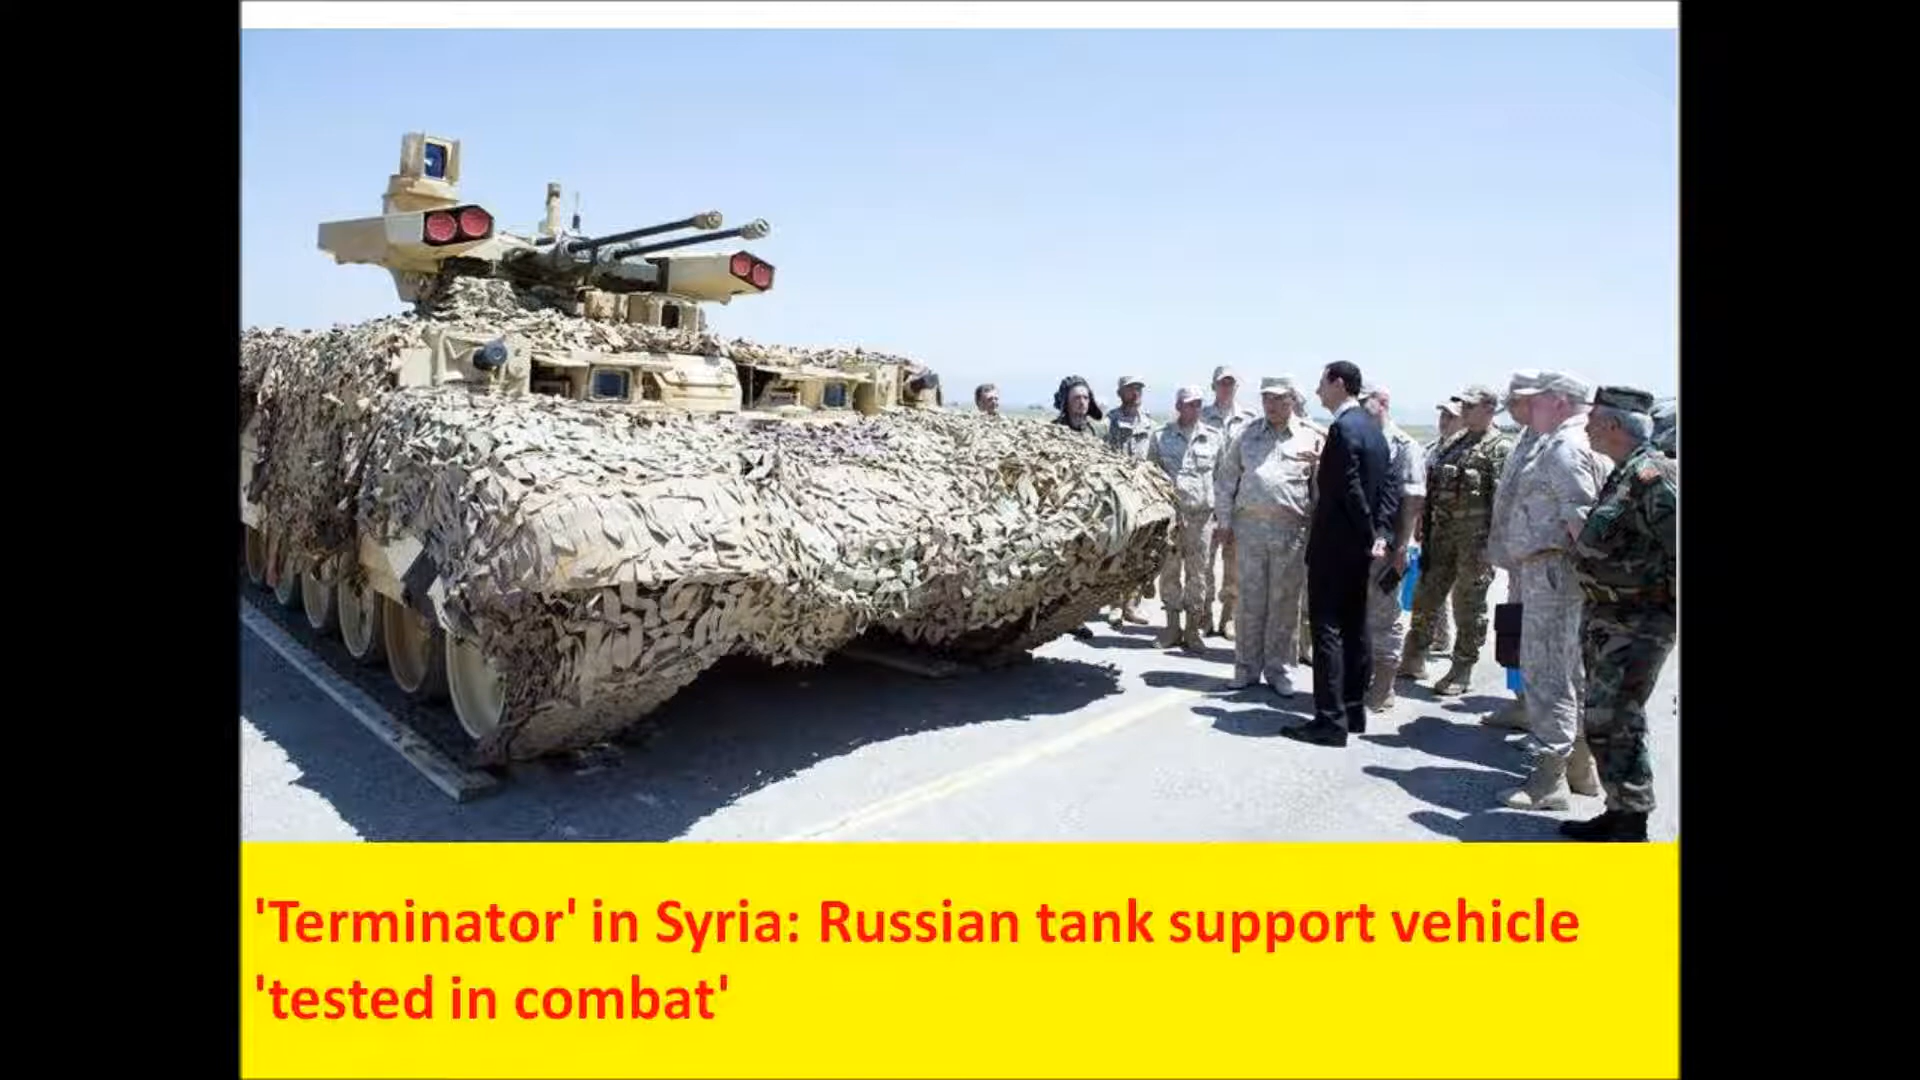 'Terminator' in Syria: Russian tank support vehicle
'tested in combat'